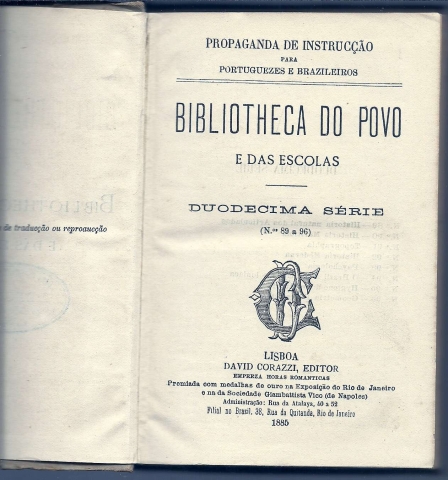 de traducção ou reproucção
PROPAGANDA DE INSTRUCÇÃO
PARA
PORTUGUEZES E BRAZILEIROS
BIBLIOTHECA DO POVO
E DAS ESCOLAS
DUODECIMA SÉRIE
(N.os 89 a 96)
LISBOA
DAVID CORAZZI, EDITOR
EMPREZA HORAS ROMANTICAS
Premiada com medalhas de ouro na Exposição do Rio de Janeiro
e na da Sociedade Giambattista Vico (de Napoles)
Administração: Rua da Atalaya, 40 a 52
Filial no Brazil, 38, Rua da Quitanda, Rio de Janeiro
1885